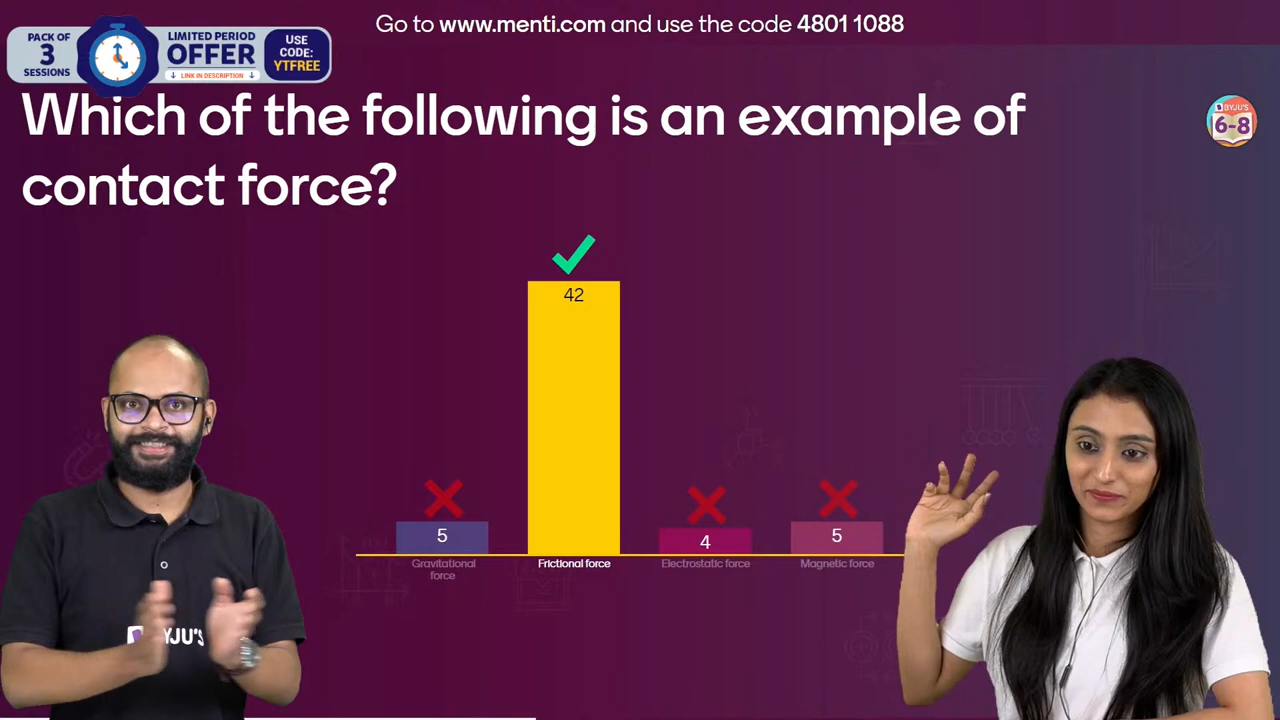 Go to www.menti.com and use the code 4801 1088
PACK OF
3
SESSIONS
LIMITED PERIOD
OFFER
↓ LINK IN DESCRIPTION ↓
USE
CODE:
YTFREE
Which of the following is an example of
contact force?
BYJU'S
6-8
42
5
4
5
Gravitational
force
Frictional force
Electrostatic force
Magnetic force
BYJU'S